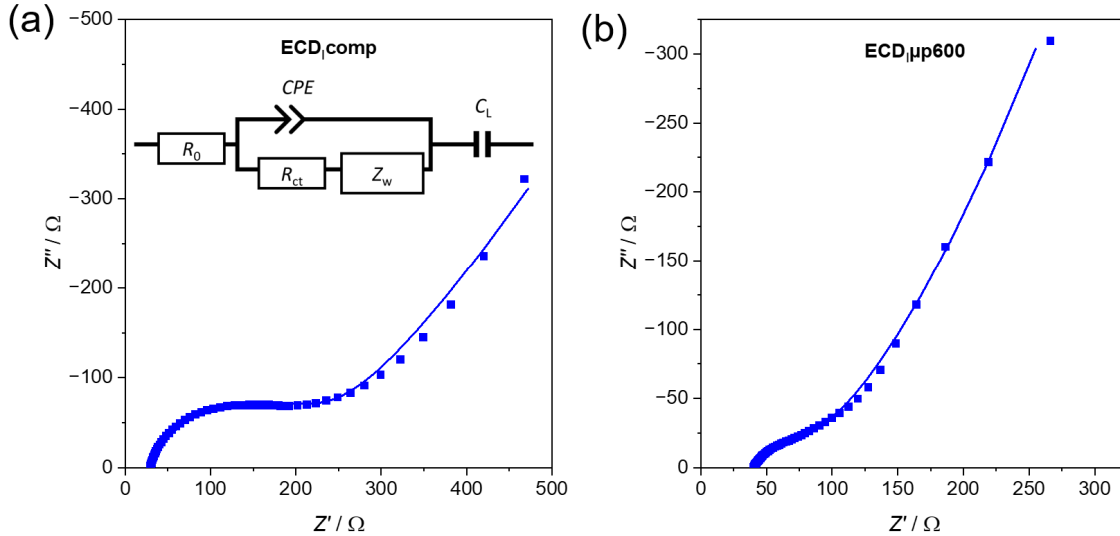 (a)
ECD|comp
CPE
C_L
R_0
R_ct
Z_w
−500
−400
−300
−200
−100
0
Z″ / Ω
0 100 200 300 400 500
Z′ / Ω
(b)
ECD|µp600
−300
−250
−200
−150
−100
−50
0
Z″ / Ω
0 50 100 150 200 250 300
Z′ / Ω